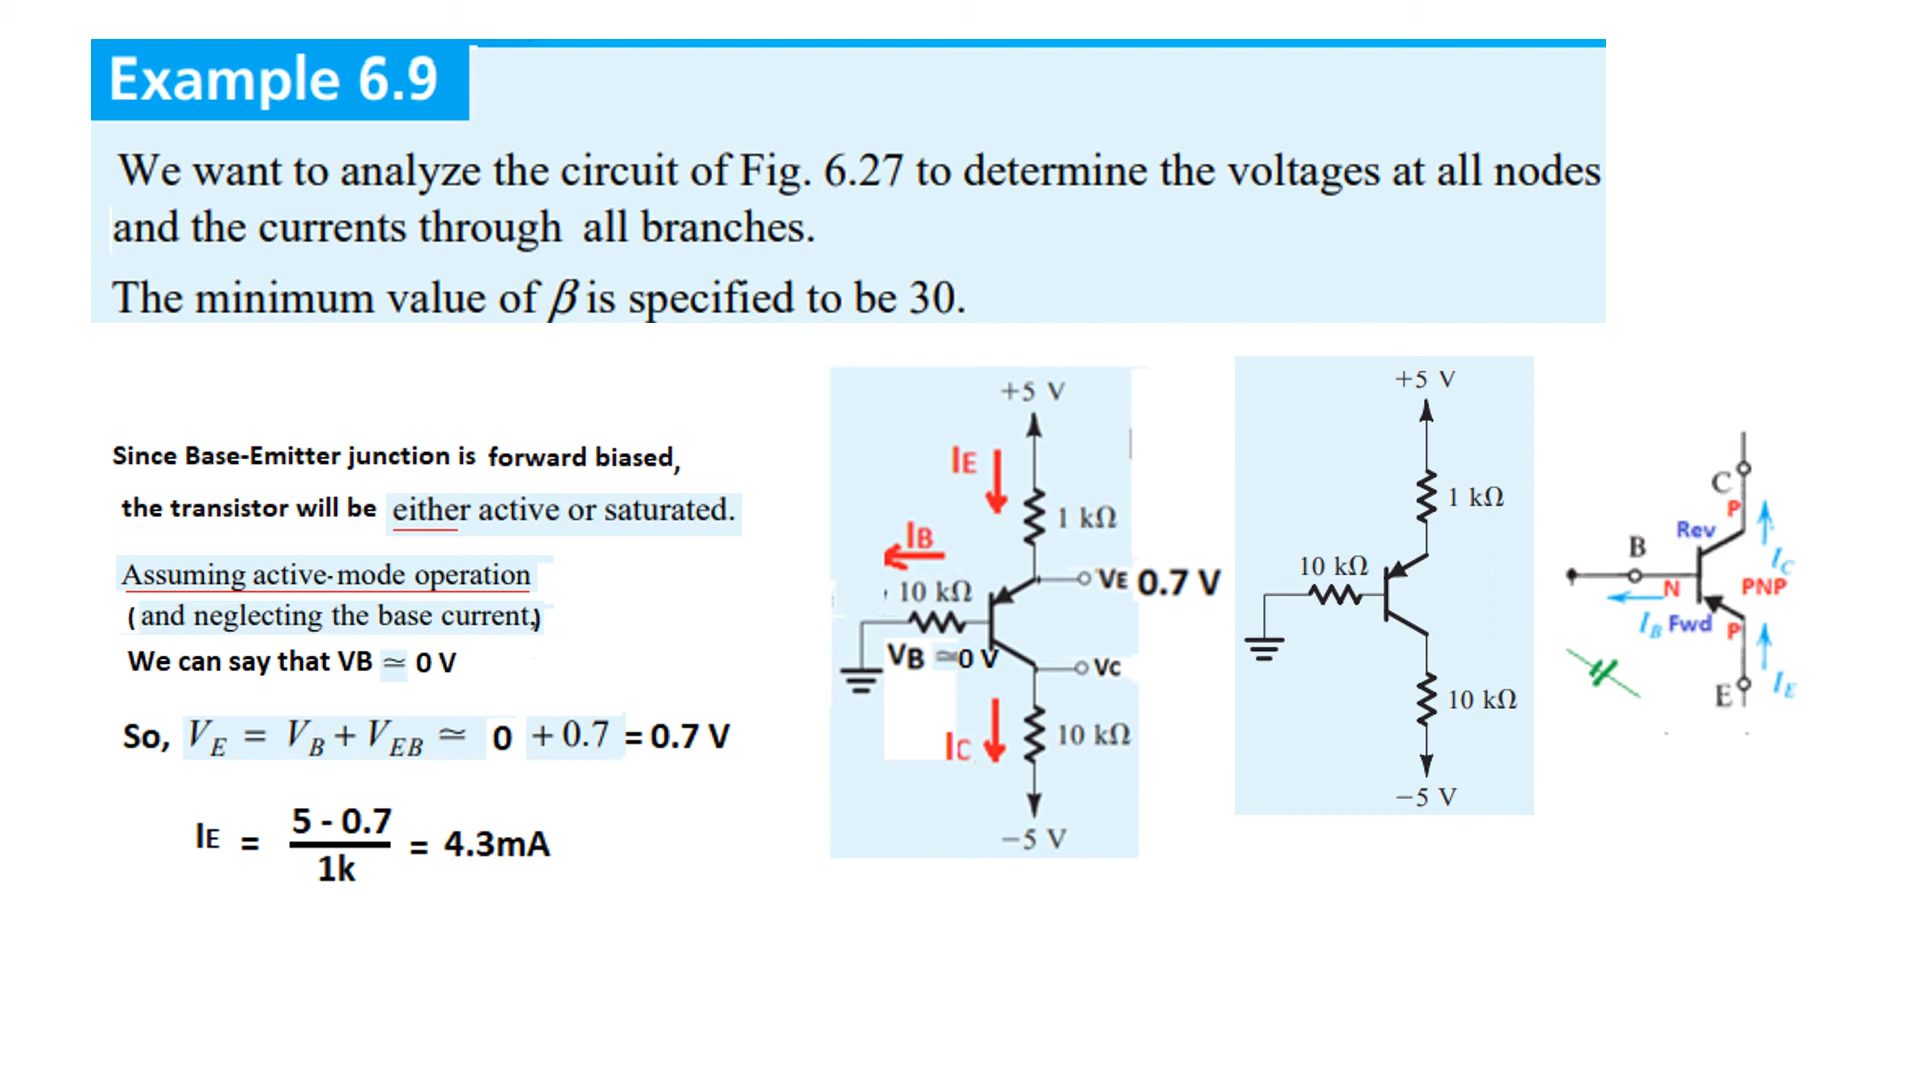 Example 6.9
We want to analyze the circuit of Fig. 6.27 to determine the voltages at all nodes
and the currents through all branches.
The minimum value of β is specified to be 30.
Since Base-Emitter junction is forward biased,
the transistor will be either active or saturated.
Assuming active-mode operation
(and neglecting the base current,)
We can say that VB ≃ 0 V
So, VE = VB + VEB ≃ 0 + 0.7 = 0.7 V
IE = 5 - 0.7 / 1k = 4.3mA
+5 V
IE
1 kΩ
IB
10 kΩ
VE 0.7 V
VB ≃0 V
Vc
Ic
10 kΩ
−5 V
+5 V
1 kΩ
10 kΩ
10 kΩ
−5 V
C
P
Rev
IC
B
N
PNP
IB Fwd P
E
IE